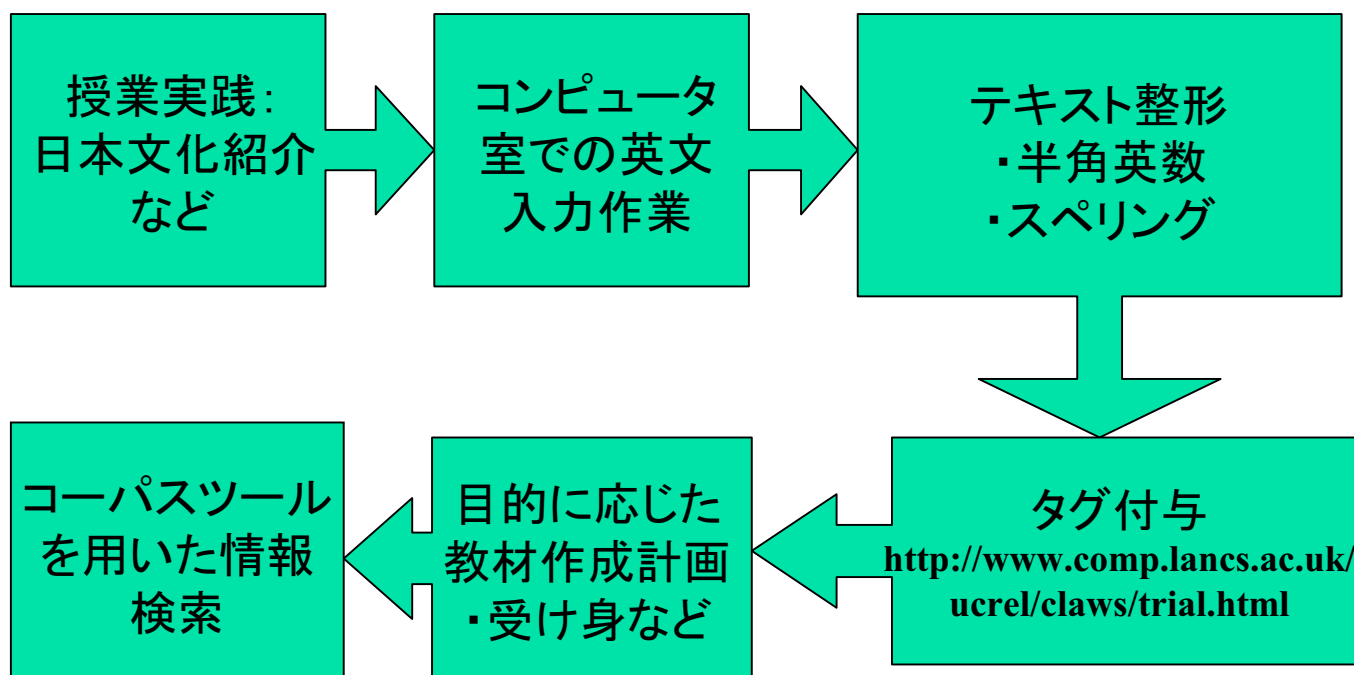 授業実践:
日本文化紹介
など
コンピュータ
室での英文
入力作業
テキスト整形
・半角英数
・スペリング
タグ付与
http://www.comp.lancs.ac.uk/
ucrel/claws/trial.html
目的に応じた
教材作成計画
・受け身など
コーパスツール
を用いた情報
検索